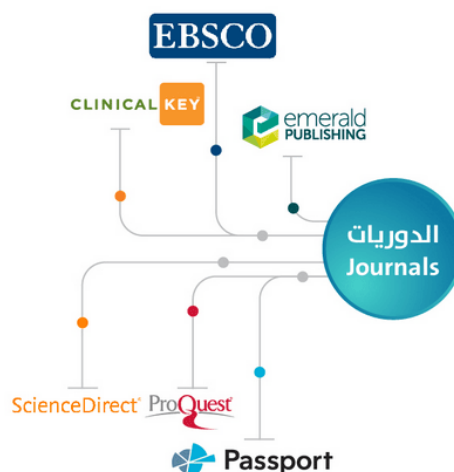 EBSCO
CLINICAL KEY
emerald
PUBLISHING
الدوريات
Journals
ScienceDirect®
ProQuest®
Passport